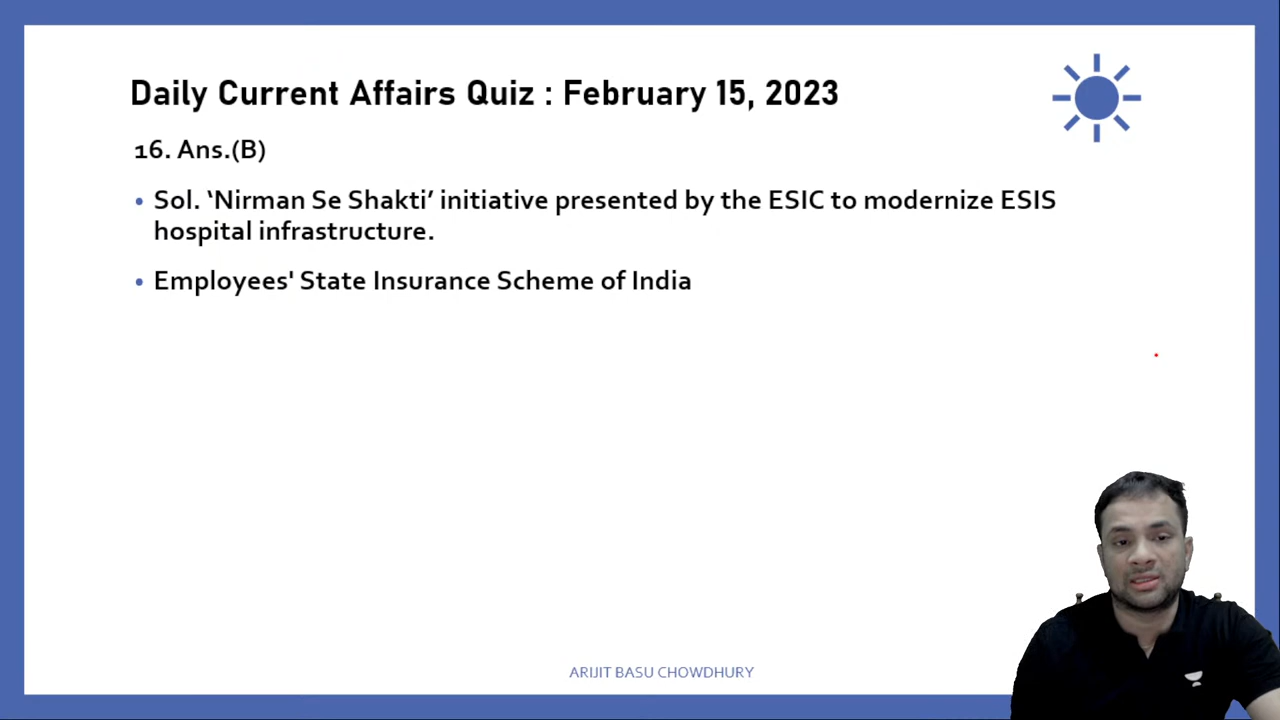 Daily Current Affairs Quiz : February 15, 2023
16. Ans.(B)
• Sol. ‘Nirman Se Shakti’ initiative presented by the ESIC to modernize ESIS
hospital infrastructure.
• Employees' State Insurance Scheme of India
ARIJIT BASU CHOWDHURY